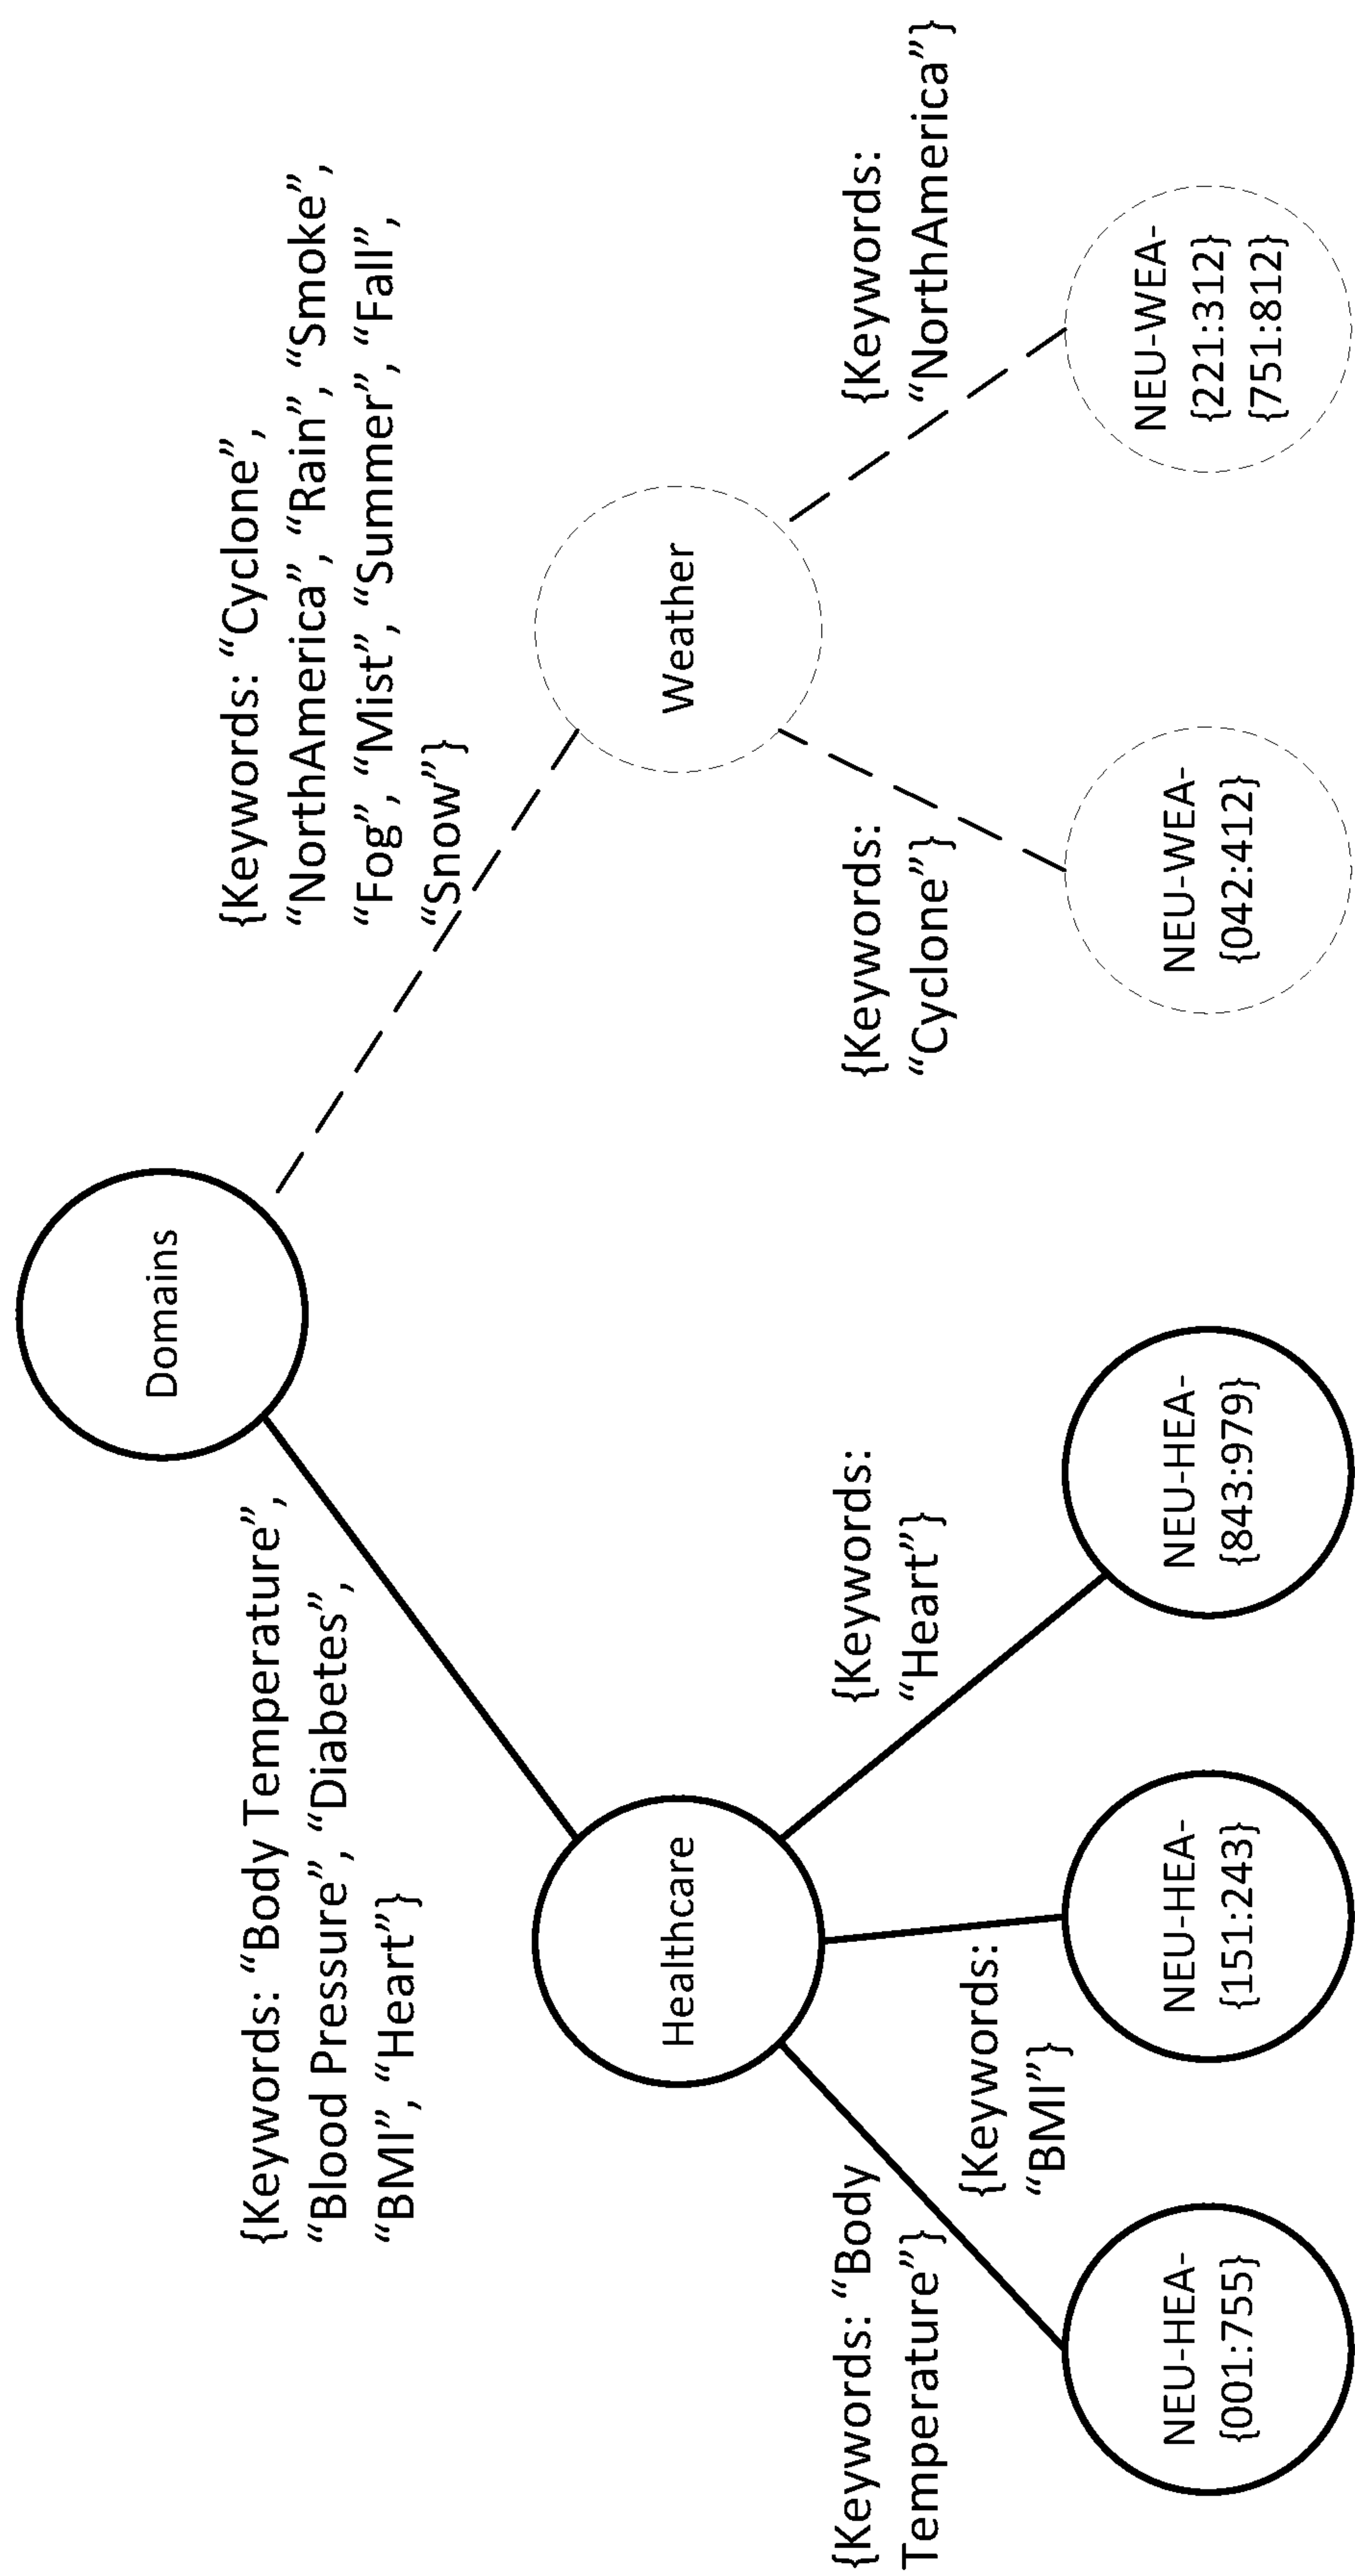 Domains
{Keywords: “Body Temperature”,
“Blood Pressure”, “Diabetes”,
“BMI”, “Heart”}
{Keywords: “Cyclone”,
“NorthAmerica”, “Rain”, “Smoke”,
“Fog”, “Mist”, “Summer”, “Fall”,
“Snow”}
Healthcare
Weather
{Keywords: “Body
Temperature”}
{Keywords:
“BMI”}
{Keywords:
“Heart”}
{Keywords:
“Cyclone”}
{Keywords:
“NorthAmerica”}
NEU-HEA-
{001:755}
NEU-HEA-
{151:243}
NEU-HEA-
{843:979}
NEU-WEA-
{042:412}
NEU-WEA-
{221:312}
{751:812}